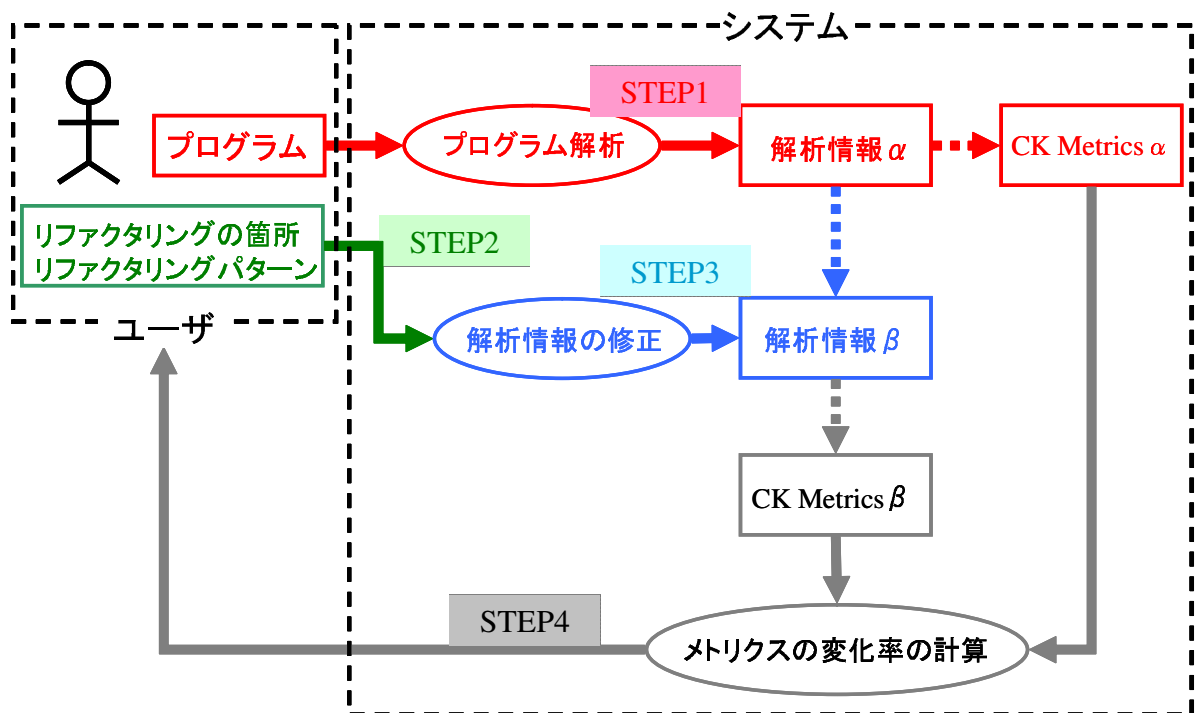 システム
STEP1
プログラム
プログラム解析
解析情報α
CK Metrics α
リファクタリングの箇所
リファクタリングパターン
STEP2
STEP3
ユーザ
解析情報の修正
解析情報β
CK Metrics β
STEP4
メトリクスの変化率の計算